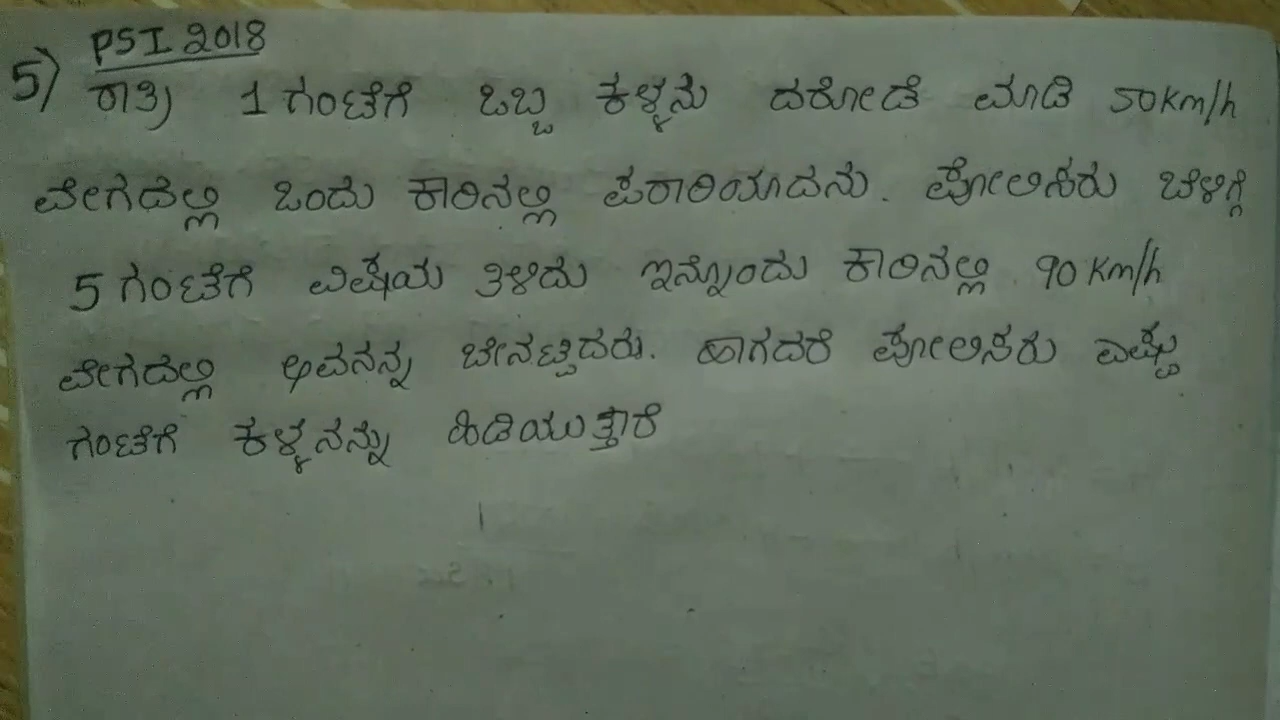 PSI 2018
5) ರಾತ್ರಿ 1 ಗಂಟೆಗೆ ಒಬ್ಬ ಕಳ್ಳನು ದರೋಡೆ ಮಾಡಿ 50km/h
ವೇಗದಲ್ಲಿ ಒಂದು ಕಾರಿನಲ್ಲಿ ಪರಾರಿಯಾದನು. ಪೋಲಿಸರು ಬೆಳಿಗ್ಗೆ
5 ಗಂಟೆಗೆ ವಿಷಯ ತಿಳಿದು ಇನ್ನೊಂದು ಕಾರಿನಲ್ಲಿ 90 km/h
ವೇಗದಲ್ಲಿ ಅವನನ್ನು ಬೇನಟ್ಟಿದರು. ಹಾಗದರೆ ಪೋಲಿಸರು ಎಷ್ಟು
ಗಂಟೆಗೆ ಕಳ್ಳನನ್ನು ಹಿಡಿಯುತ್ತಾರೆ